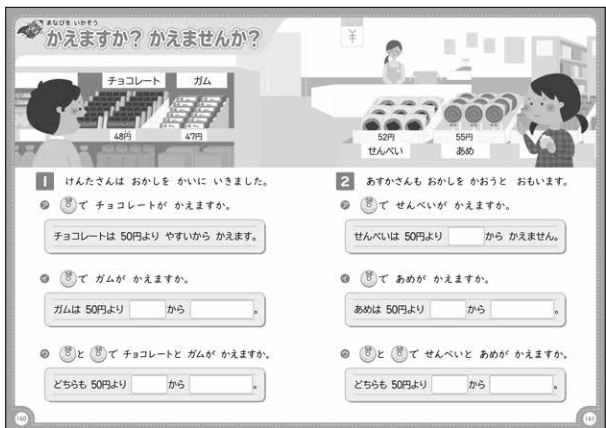 まなびを いかそう
かえますか? かえませんか?
チョコレート
ガム
48円
47円
52円
55円
せんべい
あめ
1 けんたさんは おかしを かいに いきました。
ア で チョコレートが かえますか。
チョコレートは 50円より やすいから かえます。
イ で ガムが かえますか。
ガムは 50円より から 。
ウ と で チョコレートと ガムが かえますか。
どちらも 50円より から 。
160
2 あすかさんも おかしを かおうと おもいます。
ア で せんべいが かえますか。
せんべいは 50円より から かえません。
イ で あめが かえますか。
あめは 50円より から 。
ウ と で せんべいと あめが かえますか。
どちらも 50円より から 。
161